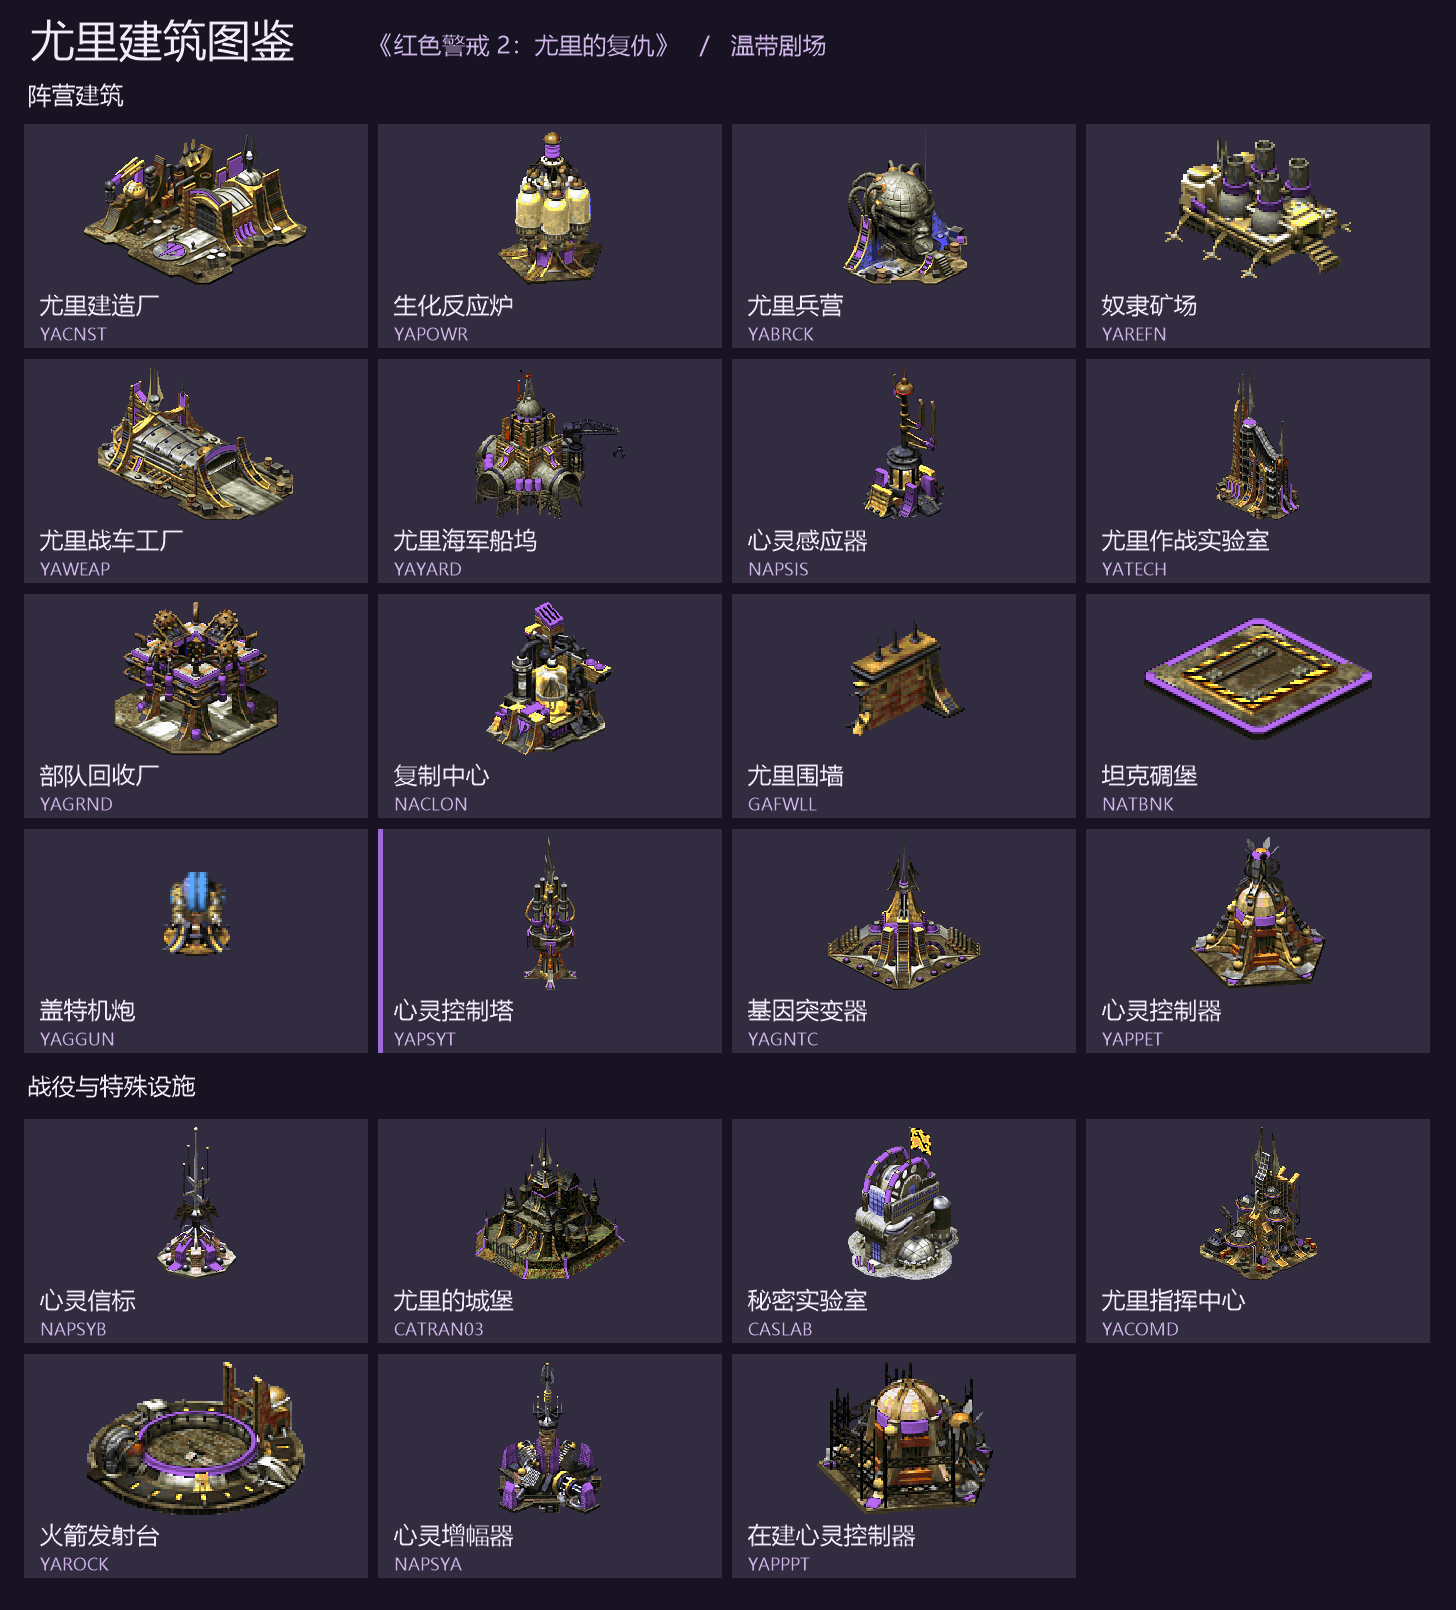 尤里建筑图鉴
《红色警戒 2：尤里的复仇》 / 温带剧场
阵营建筑
尤里建造厂
YACNST
生化反应炉
YAPOWR
尤里兵营
YABRCK
奴隶矿场
YAREFN
尤里战车工厂
YAWEAP
尤里海军船坞
YAYARD
心灵感应器
NAPSIS
尤里作战实验室
YATECH
部队回收厂
YAGRND
复制中心
NACLON
尤里围墙
GAFWLL
坦克碉堡
NATBNK
盖特机炮
YAGGUN
心灵控制塔
YAPSYT
基因突变器
YAGNTC
心灵控制器
YAPPET
战役与特殊设施
心灵信标
NAPSYB
尤里的城堡
CATRAN03
秘密实验室
CASLAB
尤里指挥中心
YACOMD
火箭发射台
YAROCK
心灵增幅器
NAPSYA
在建心灵控制器
YAPPPT